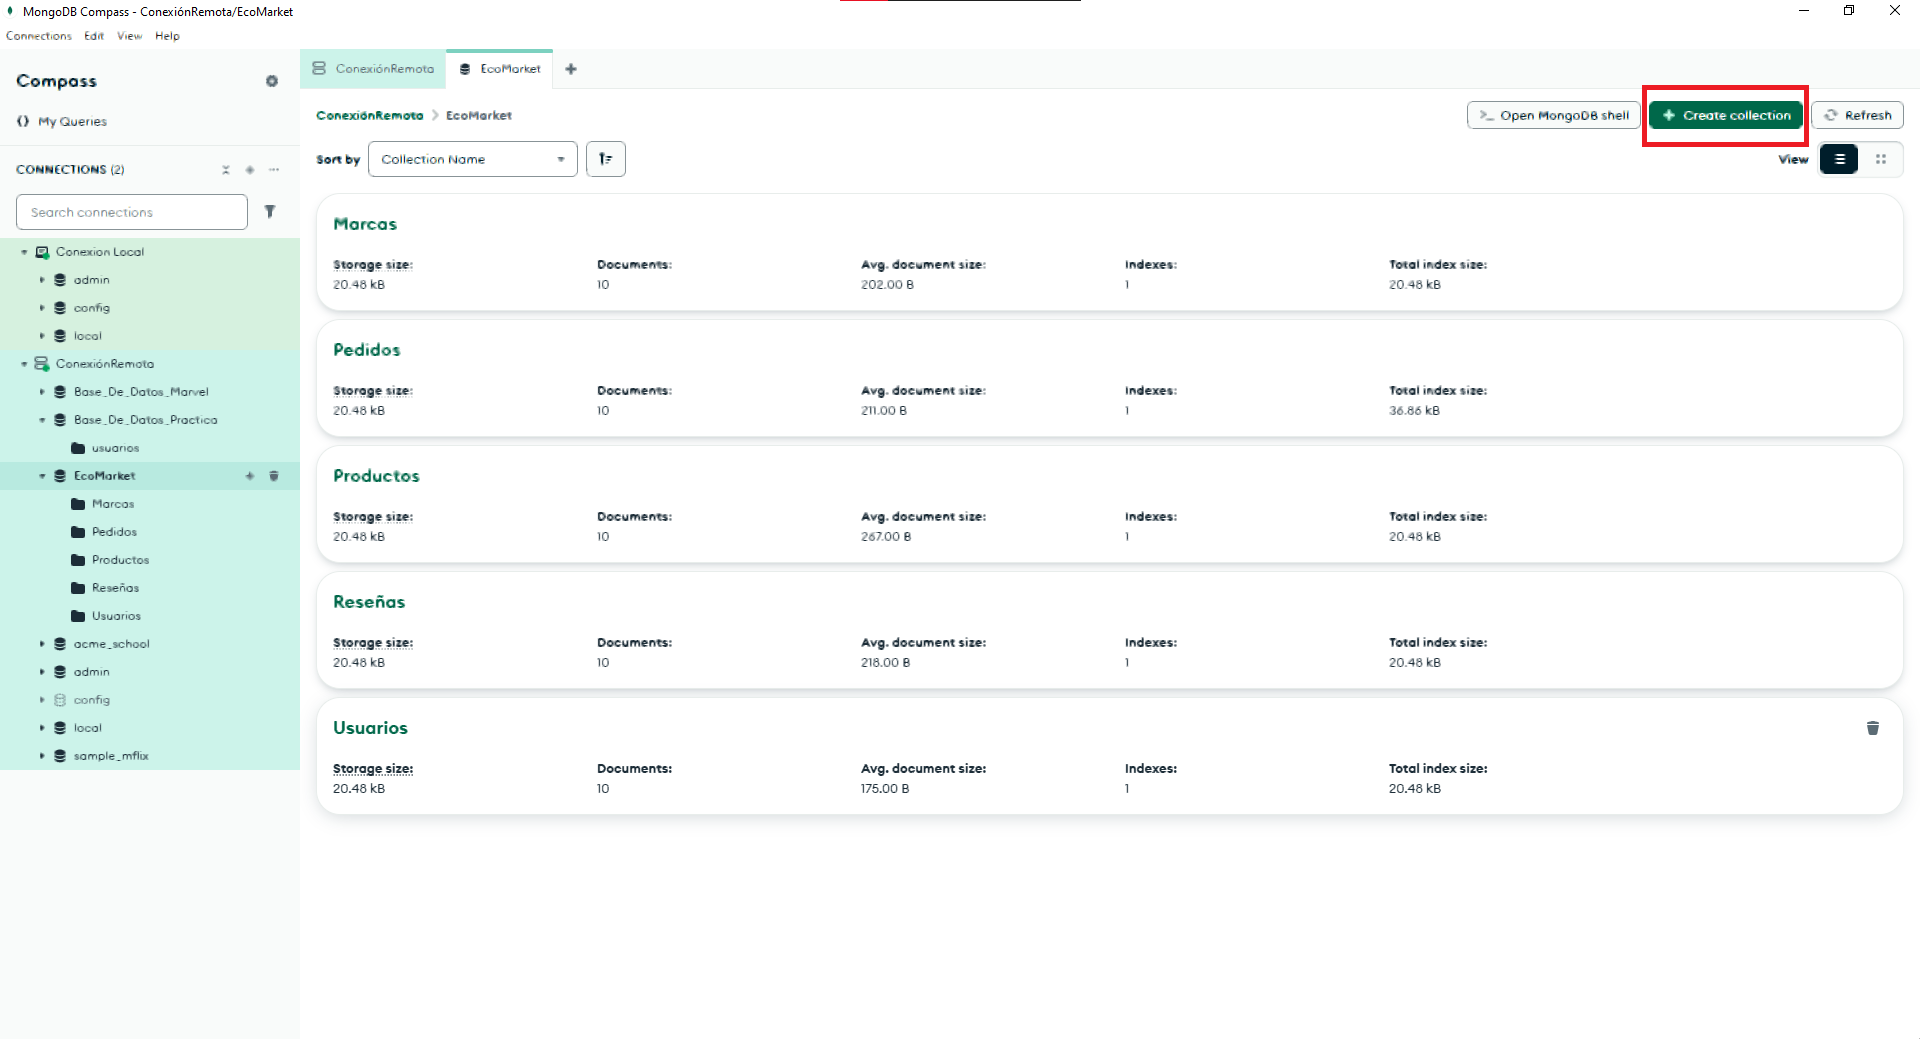 MongoDB Compass - ConexiónRemota/EcoMarket
Connections Edit View Help
Compass
My Queries
CONNECTIONS (2)
Search connections
Conexion Local
admin
config
local
ConexiónRemota
Base_De_Datos_Marvel
Base_De_Datos_Practica
usuarios
EcoMarket
Marcas
Pedidos
Productos
Reseñas
Usuarios
acme_school
admin
config
local
sample_mflix
ConexiónRemota EcoMarket
ConexiónRemota > EcoMarket
>_ Open MongoDB shell + Create collection Refresh
Sort by Collection Name
View
Marcas
Storage size: Documents: Avg. document size: Indexes: Total index size:
20.48 kB 10 202.00 B 1 20.48 kB
Pedidos
Storage size: Documents: Avg. document size: Indexes: Total index size:
20.48 kB 10 211.00 B 1 36.86 kB
Productos
Storage size: Documents: Avg. document size: Indexes: Total index size:
20.48 kB 10 267.00 B 1 20.48 kB
Reseñas
Storage size: Documents: Avg. document size: Indexes: Total index size:
20.48 kB 10 218.00 B 1 20.48 kB
Usuarios
Storage size: Documents: Avg. document size: Indexes: Total index size:
20.48 kB 10 175.00 B 1 20.48 kB